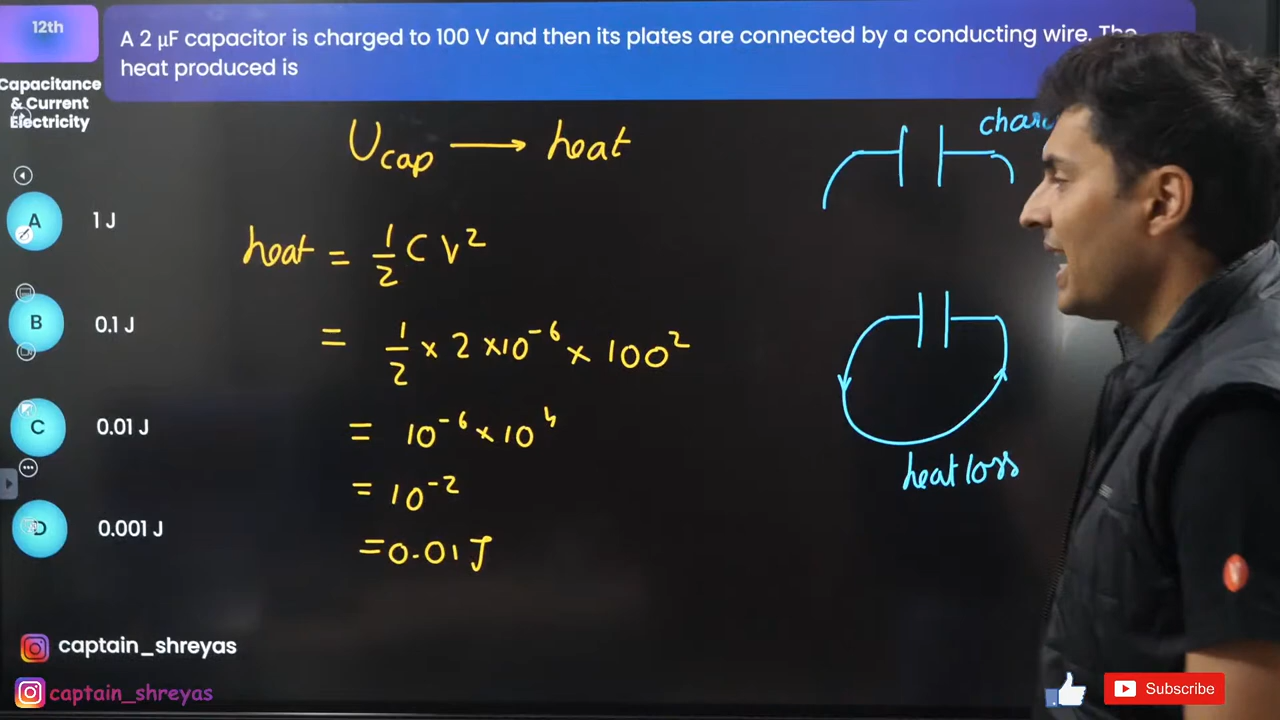 12th
A 2 μF capacitor is charged to 100 V and then its plates are connected by a conducting wire. The
heat produced is
Capacitance
& Current
Electricity
U cap → heat
A 1 J
heat = 1/2 C V²
B 0.1 J
= 1/2 × 2 × 10⁻⁶ × 100²
C 0.01 J
= 10⁻⁶ × 10⁴
= 10⁻²
D 0.001 J
= 0.01 J
heat loss
captain_shreyas
captain_shreyas
Subscribe